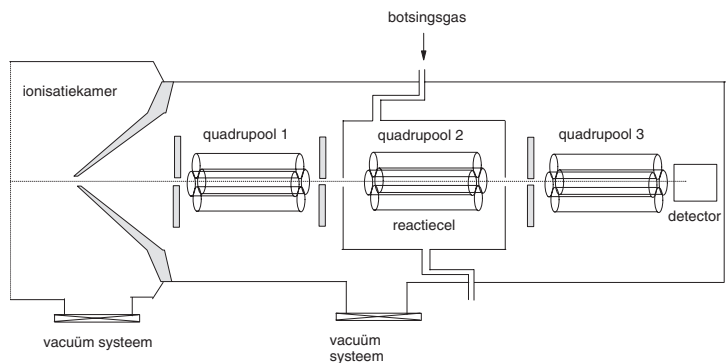 botsingsgas
ionisatiekamer
quadrupool 1
quadrupool 2
quadrupool 3
reactiecel
detector
vacuüm systeem
vacuüm
systeem